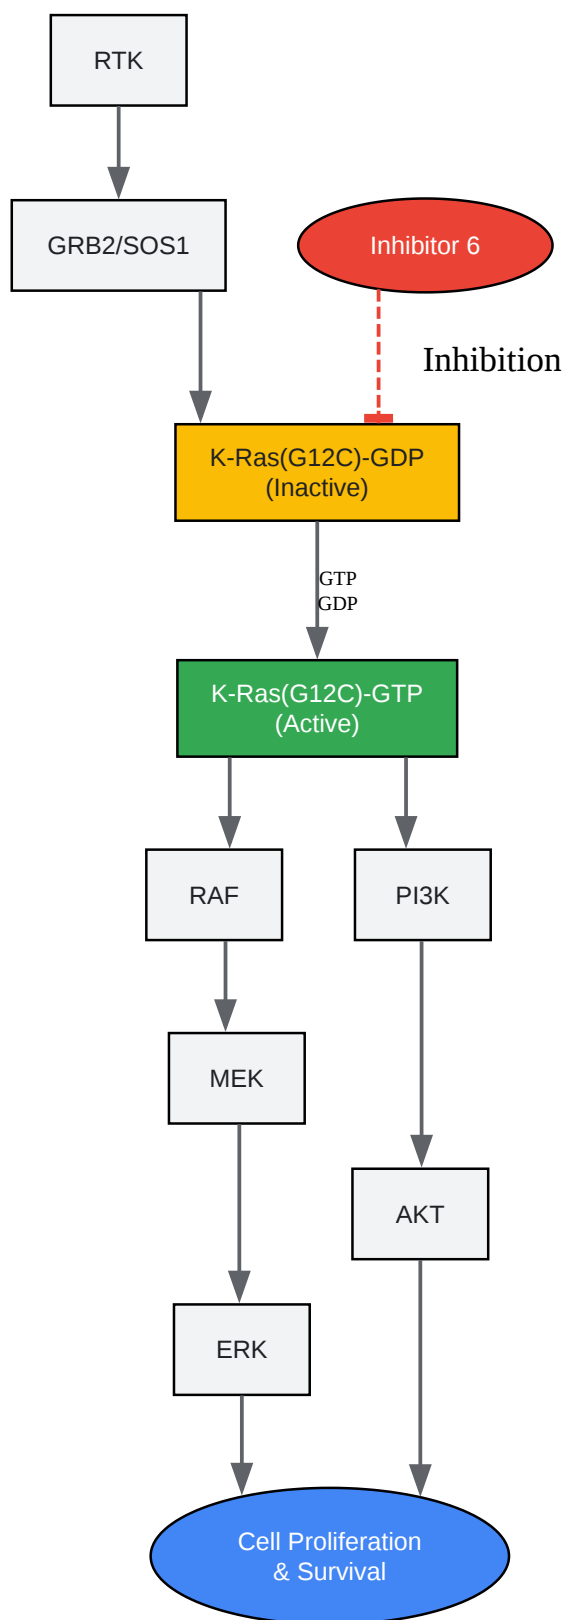 RTK
GRB2/SOS1
Inhibitor 6
Inhibition
K-Ras(G12C)-GDP
(Inactive)
GTP
GDP
K-Ras(G12C)-GTP
(Active)
RAF
PI3K
MEK
AKT
ERK
Cell Proliferation
& Survival